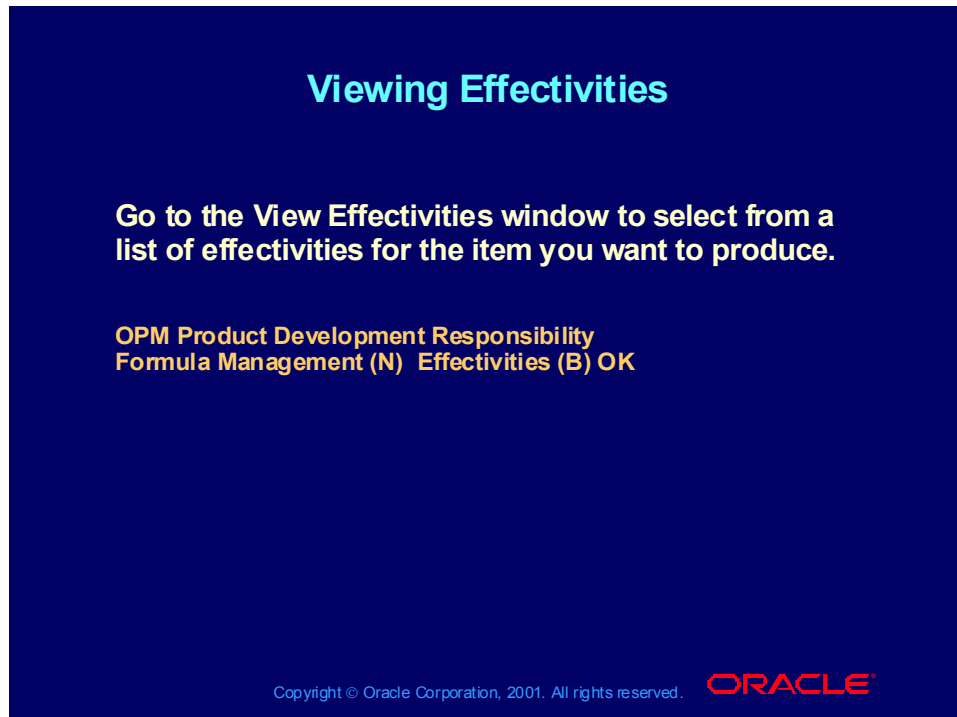 Viewing Effectivities
Go to the View Effectivities window to select from a
list of effectivities for the item you want to produce.
OPM Product Development Responsibility
Formula Management (N)  Effectivities (B) OK
Copyright © Oracle Corporation, 2001. All rights reserved.
ORACLE®